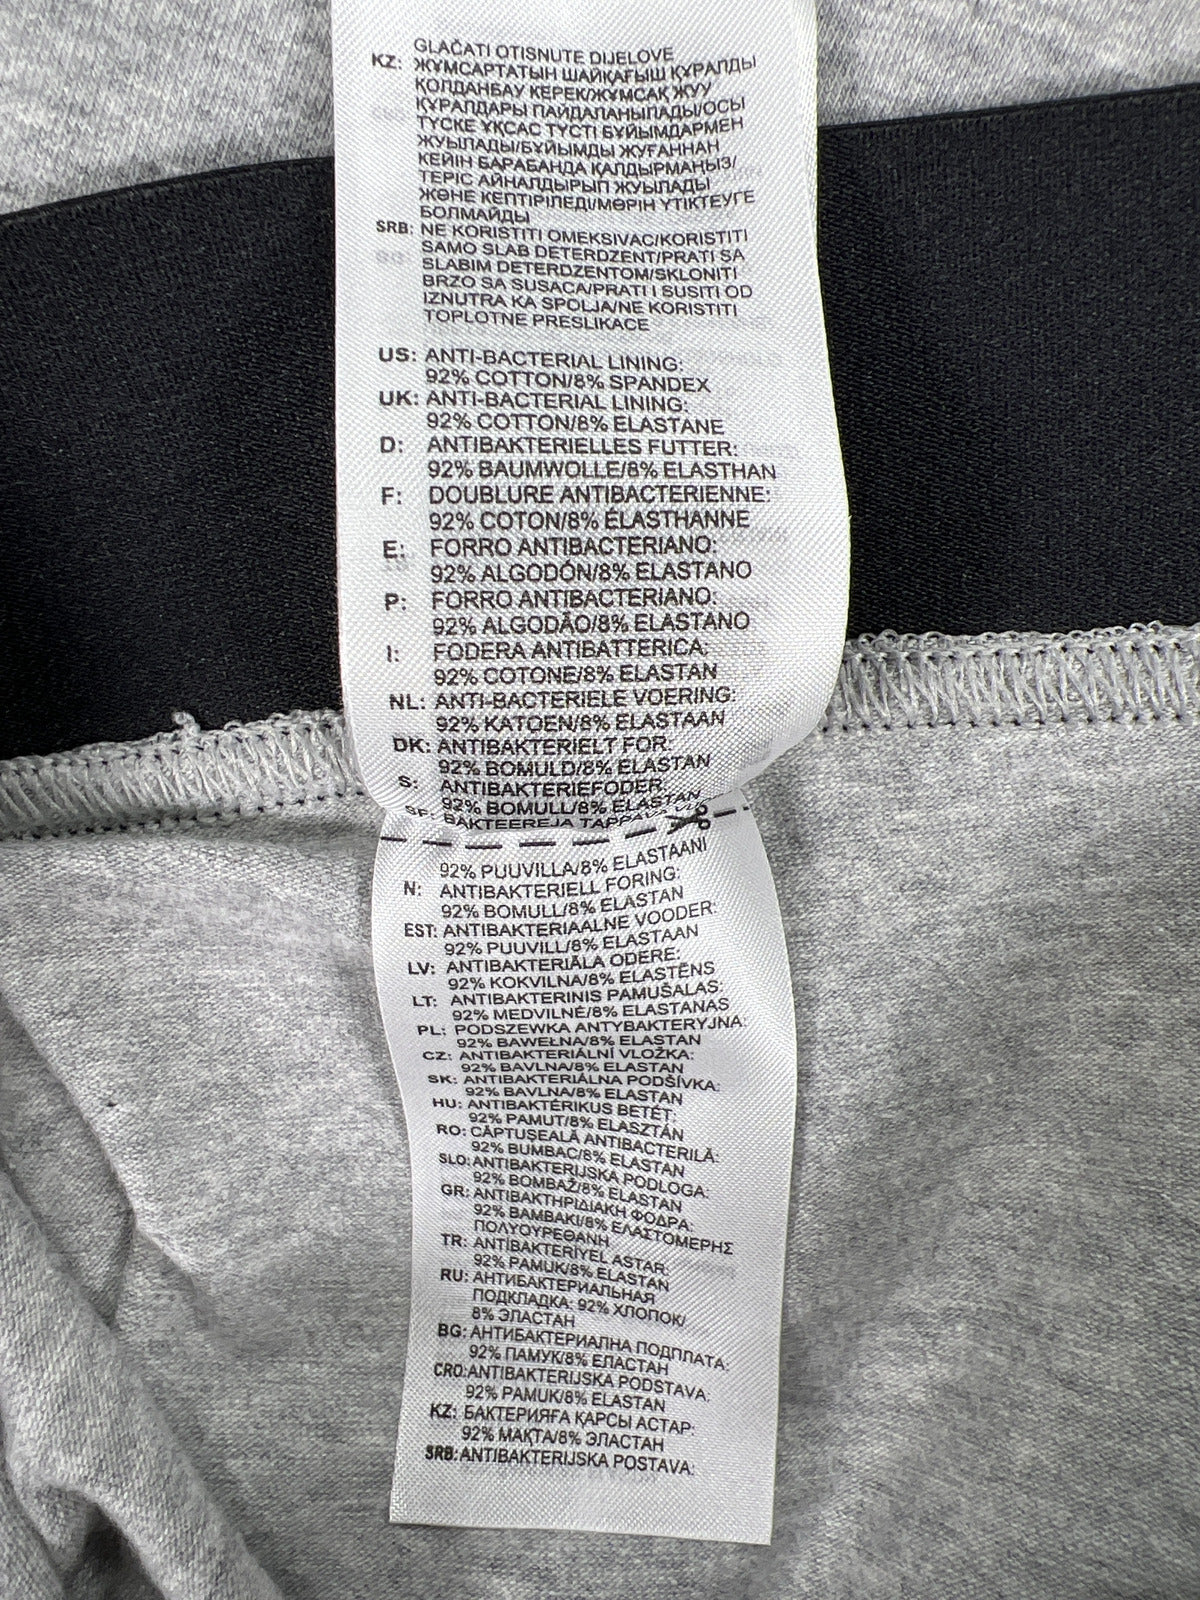 GLAČATI OTISNUTE DIJELOVE
KZ: ЖҰМСАРТАТЫН ШАЙҚАҒЫШ ҚҰРАЛДЫ
ҚОЛДАНБАУ КЕРЕК/ЖҰМСАҚ ЖУУ
ҚҰРАЛДАРЫ ПАЙДАЛАНЫЛАДЫ/ОСЫ
ТҮСКЕ ҰҚСАС ТҮСТІ БҰЙЫМДАРМЕН
ЖУЫЛАДЫ/БҰЙЫМДЫ ЖУҒАННАН
КЕЙІН БАРАБАНДА ҚАЛДЫРМАҢЫЗ/
ТЕРІС АЙНАЛДЫРЫП ЖУЫЛАДЫ
ЖӘНЕ КЕПТІРІЛЕДІ/МӨРІН ҮТІКТЕУГЕ
БОЛМАЙДЫ
SRB: NE KORISTITI OMEKSIVAC/KORISTITI
SAMO SLAB DETERDZENT/PRATI SA
SLABIM DETERDZENTOM/SKLONITI
BRZO SA SUSACA/PRATI I SUSITI OD
IZNUTRA KA SPOLJA/NE KORISTITI
TOPLOTNE PRESLIKACE
US: ANTI-BACTERIAL LINING:
92% COTTON/8% SPANDEX
UK: ANTI-BACTERIAL LINING:
92% COTTON/8% ELASTANE
D: ANTIBAKTERIELLES FUTTER:
92% BAUMWOLLE/8% ELASTHAN
F: DOUBLURE ANTIBACTERIENNE:
92% COTON/8% ÉLASTHANNE
E: FORRO ANTIBACTERIANO:
92% ALGODÓN/8% ELASTANO
P: FORRO ANTIBACTERIANO:
92% ALGODÃO/8% ELASTANO
I: FODERA ANTIBATTERICA:
92% COTONE/8% ELASTAN
NL: ANTI-BACTERIELE VOERING:
92% KATOEN/8% ELASTAAN
DK: ANTIBAKTERIELT FOR:
92% BOMULD/8% ELASTAN
S: ANTIBAKTERIEFODER:
92% BOMULL/8% ELASTAN
SF: BAKTEEREJA
92% PUUVILLA/8% ELASTAANI
N: ANTIBAKTERIELL FORING:
92% BOMULL/8% ELASTAN
EST: ANTIBAKTERIAALNE VOODER:
92% PUUVILL/8% ELASTAAN
LV: ANTIBAKTERIĀLA ODERE:
92% KOKVILNA/8% ELASTĒNS
LT: ANTIBAKTERINIS PAMUŠALAS:
92% MEDVILNĖ/8% ELASTANAS
PL: PODSZEWKA ANTYBAKTERYJNA:
92% BAWEŁNA/8% ELASTAN
CZ: ANTIBAKTERIÁLNÍ VLOŽKA:
92% BAVLNA/8% ELASTAN
SK: ANTIBAKTERIÁLNA PODŠÍVKA:
92% BAVLNA/8% ELASTAN
HU: ANTIBAKTÉRIKUS BETÉT:
92% PAMUT/8% ELASZTÁN
RO: CĂPTUȘEALĂ ANTIBACTERILĂ:
92% BUMBAC/8% ELASTAN
SLO: ANTIBAKTERIJSKA PODLOGA:
92% BOMBAŽ/8% ELASTAN
GR: ΑΝΤΙΒΑΚΤΗΡΙΔΙΑΚΗ ΦΟΔΡΑ:
92% ΒΑΜΒΑΚΙ/8% ΕΛΑΣΤΟΜΕΡΗΣ
ΠΟΛΥΟΥΡΕΘΑΝΗ
TR: ANTİBAKTERİYEL ASTAR:
92% PAMUK/8% ELASTAN
RU: АНТИБАКТЕРИАЛЬНАЯ
ПОДКЛАДКА: 92% ХЛОПОК/
8% ЭЛАСТАН
BG: АНТИБАКТЕРИАЛНА ПОДПЛАТА:
92% ПАМУК/8% ЕЛАСТАН
CRO: ANTIBAKTERIJSKA PODSTAVA:
92% PAMUK/8% ELASTAN
KZ: БАКТЕРИЯҒА ҚАРСЫ АСТАР:
92% МАҚТА/8% ЭЛАСТАН
SRB: ANTIBAKTERIJSKA POSTAVA: